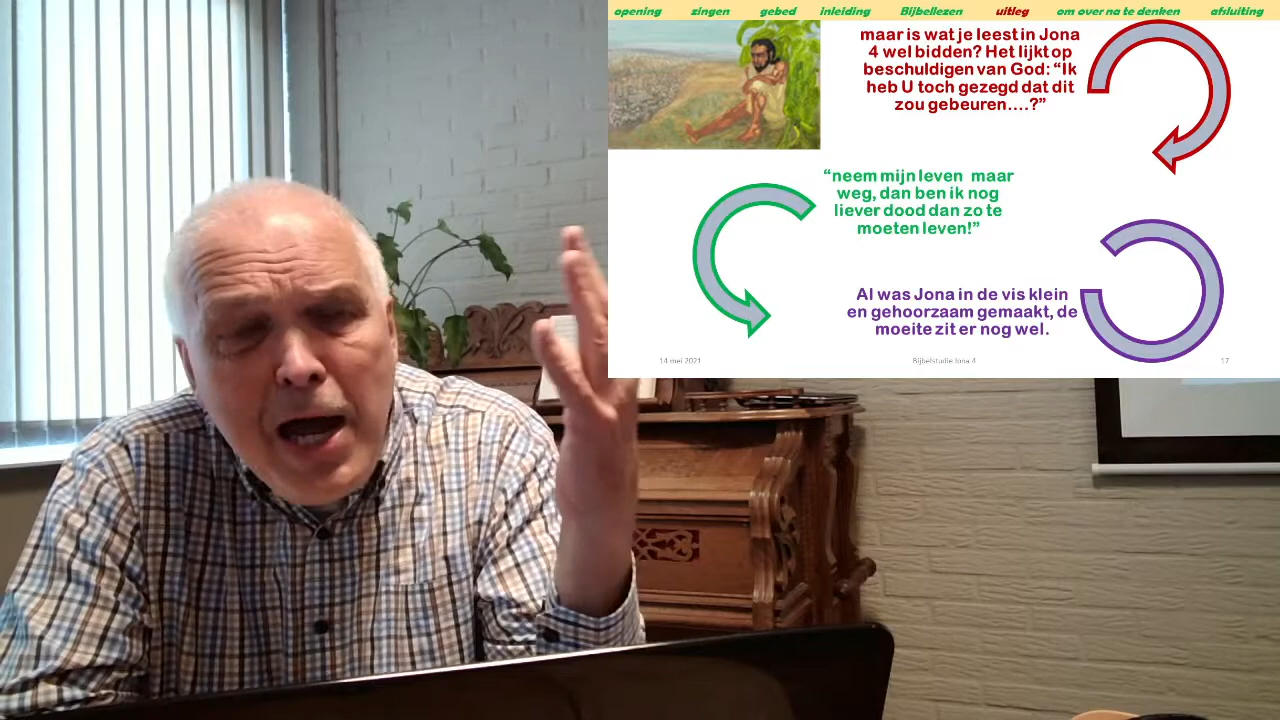 opening zingen gebed inleiding Bijbellezen uitleg om over na te denken afsluiting
maar is wat je leest in Jona
4 wel bidden? Het lijkt op
beschuldigen van God: “Ik
heb U toch gezegd dat dit
zou gebeuren....?”
“neem mijn leven maar
weg, dan ben ik nog
liever dood dan zo te
moeten leven!”
Al was Jona in de vis klein
en gehoorzaam gemaakt, de
moeite zit er nog wel.
14 mei 2021 Bijbelstudie Jona 4 17